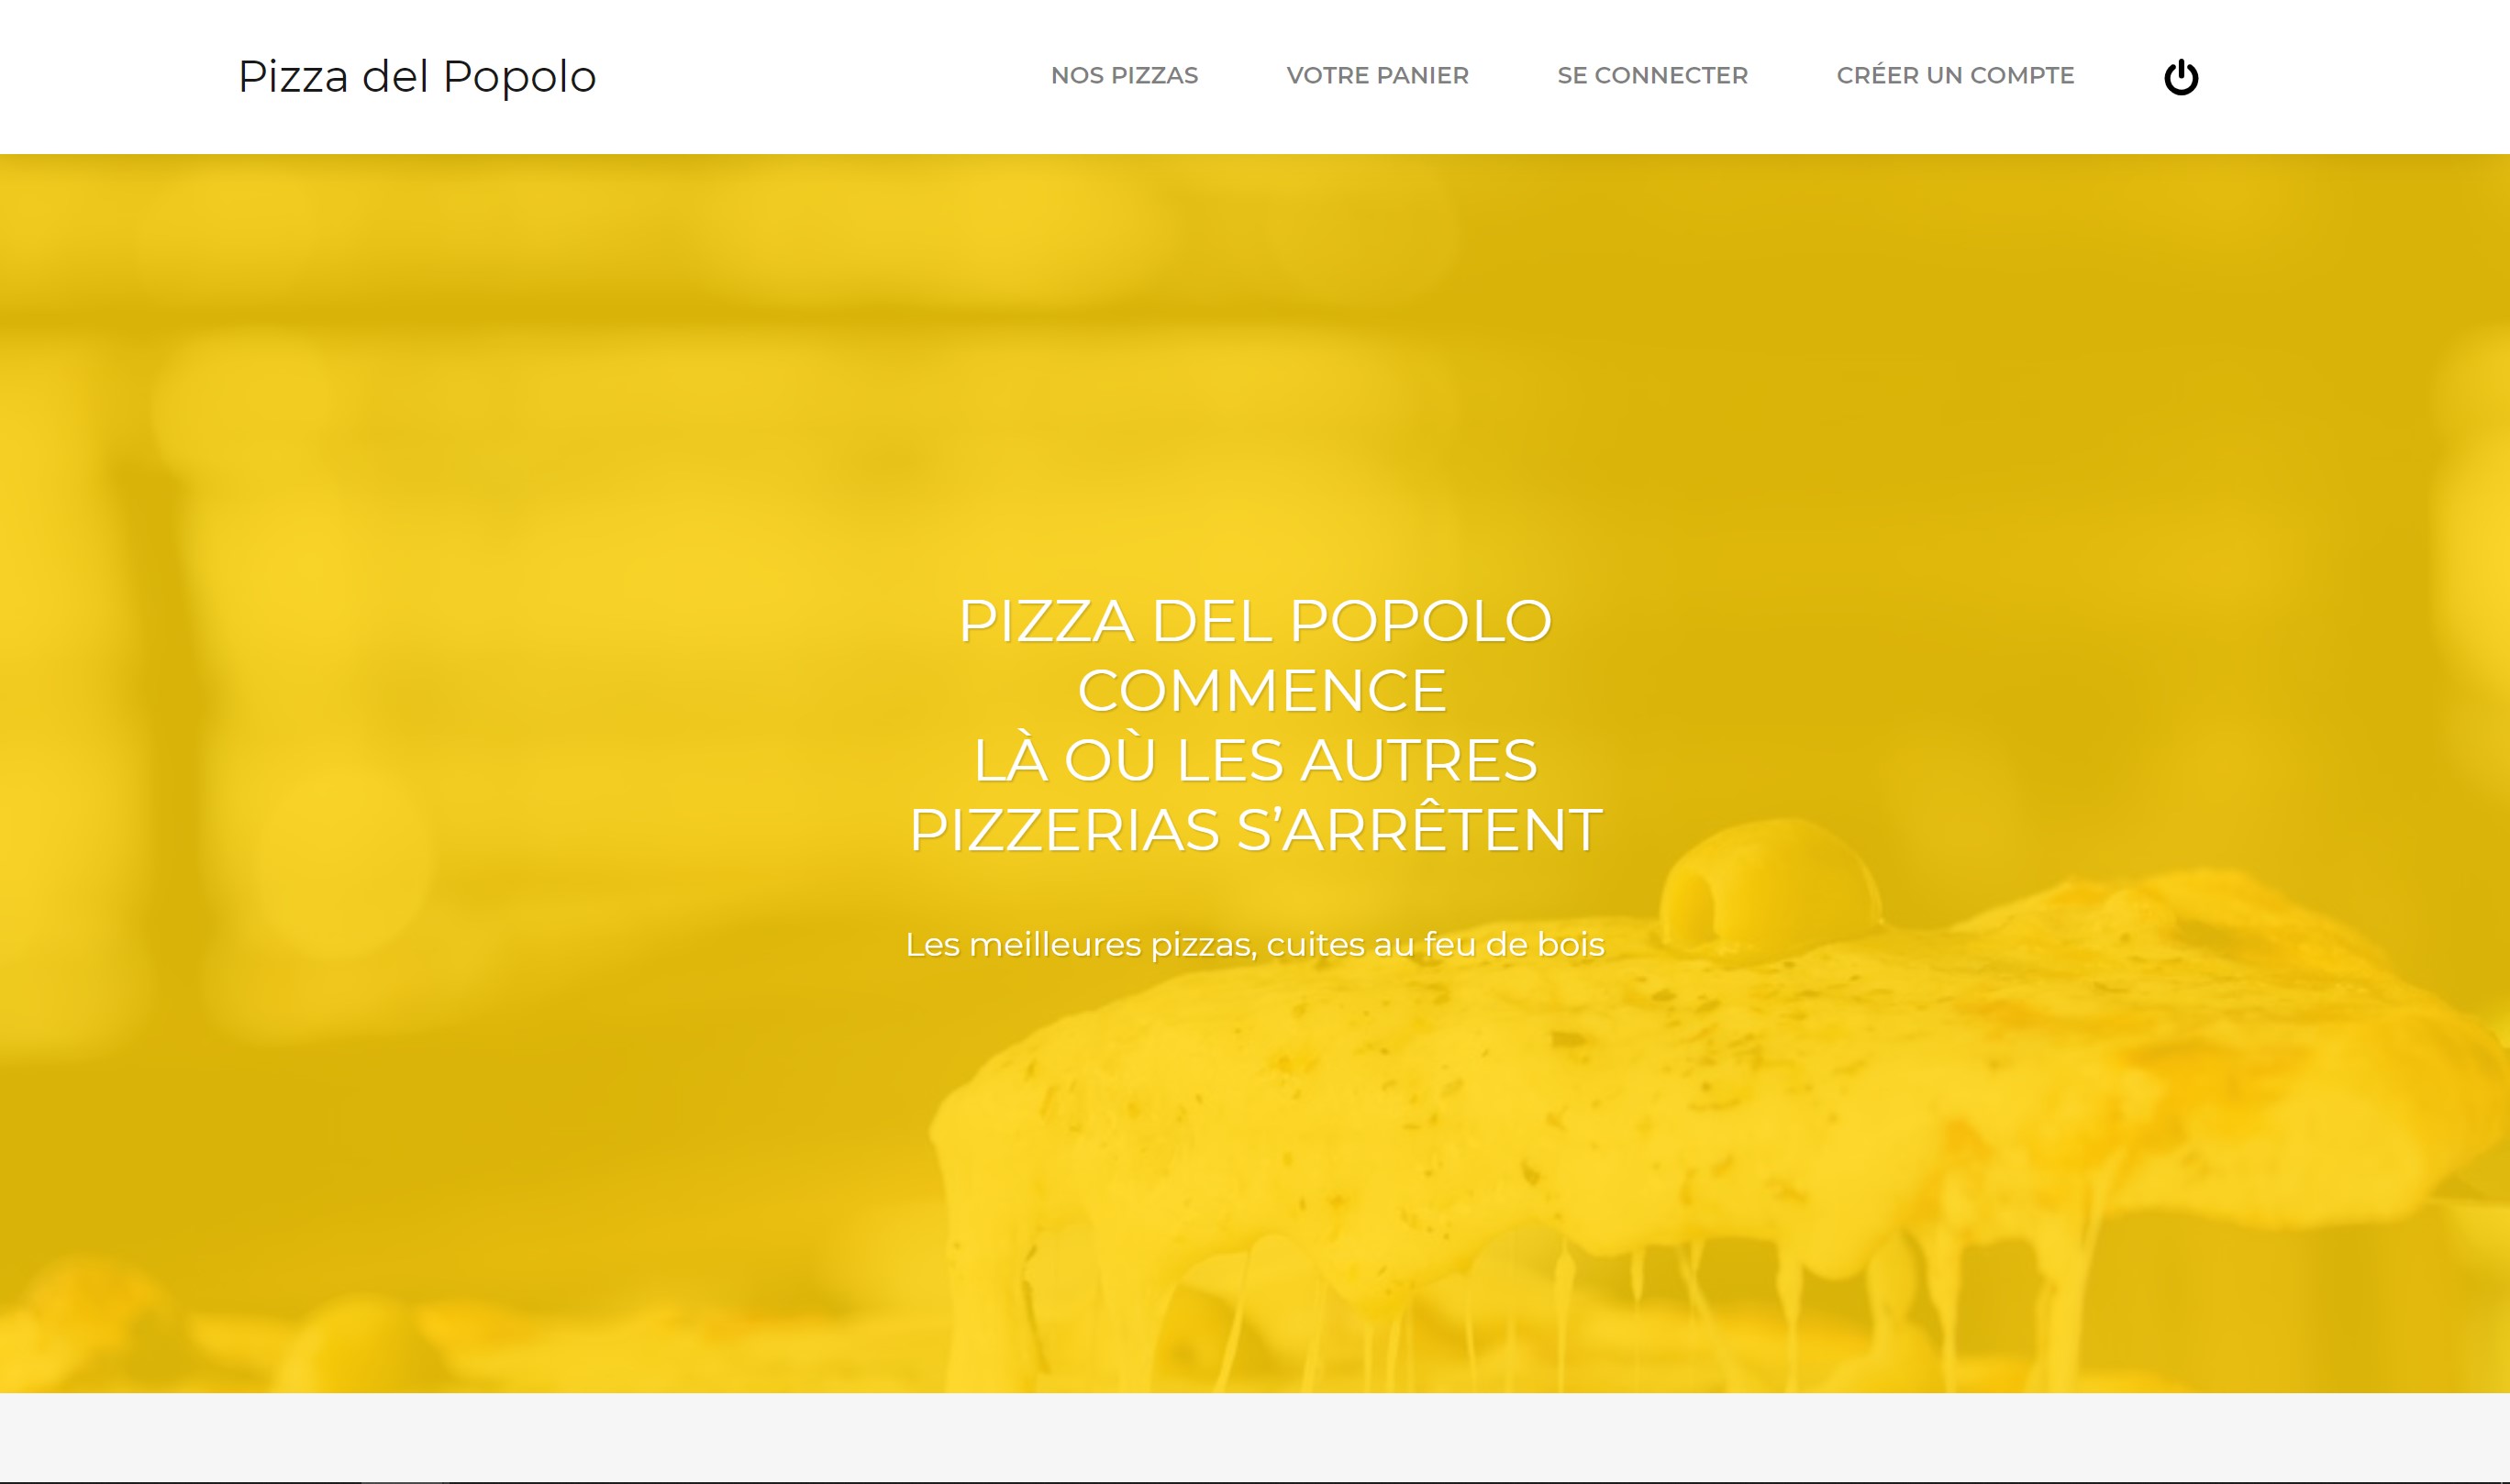 Pizza del Popolo
NOS PIZZAS
VOTRE PANIER
SE CONNECTER
CRÉER UN COMPTE
PIZZA DEL POPOLO
COMMENCE
LÀ OÙ LES AUTRES
PIZZERIAS S’ARRÊTENT
Les meilleures pizzas, cuites au feu de bois